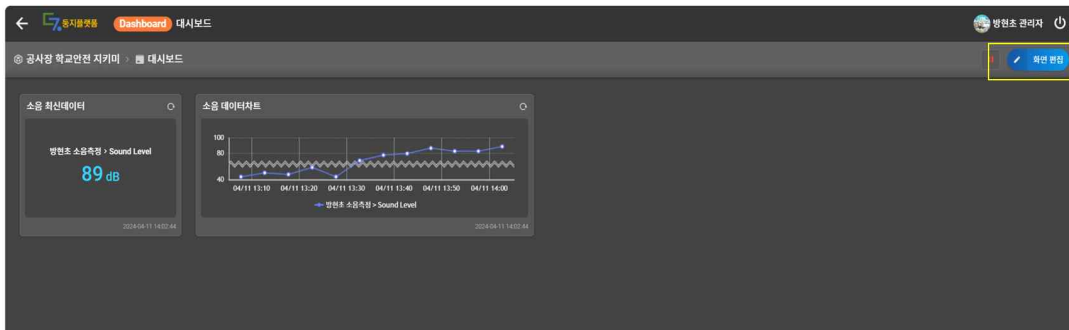 둥지플랫폼 Dashboard 대시보드
방현초 관리자
공사장 학교안전 지키미 > 대시보드
화면 편집
소음 최신데이터
방현초 소음측정 > Sound Level
89 dB
2024-04-11 14:02:44
소음 데이터차트
100
80
40
04/11 13:10 04/11 13:20 04/11 13:30 04/11 13:40 04/11 13:50 04/11 14:00
방현초 소음측정 > Sound Level
2024-04-11 14:02:44